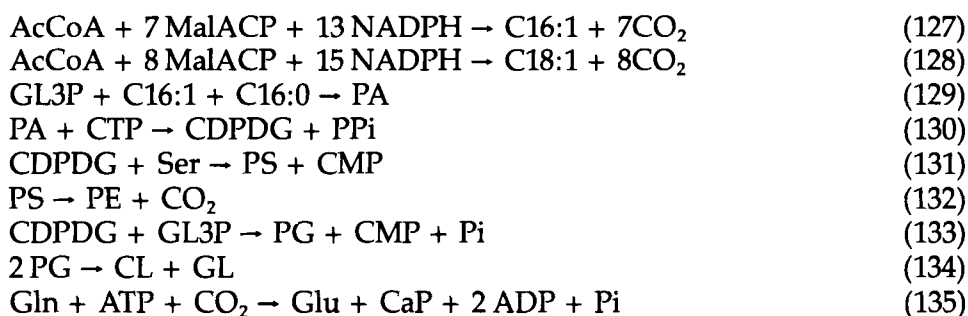 AcCoA + 7 MalACP + 13 NADPH → C16:1 + 7CO₂ (127)
AcCoA + 8 MalACP + 15 NADPH → C18:1 + 8CO₂ (128)
GL3P + C16:1 + C16:0 → PA (129)
PA + CTP → CDPDG + PPi (130)
CDPDG + Ser → PS + CMP (131)
PS → PE + CO₂ (132)
CDPDG + GL3P → PG + CMP + Pi (133)
2 PG → CL + GL (134)
Gln + ATP + CO₂ → Glu + CaP + 2 ADP + Pi (135)